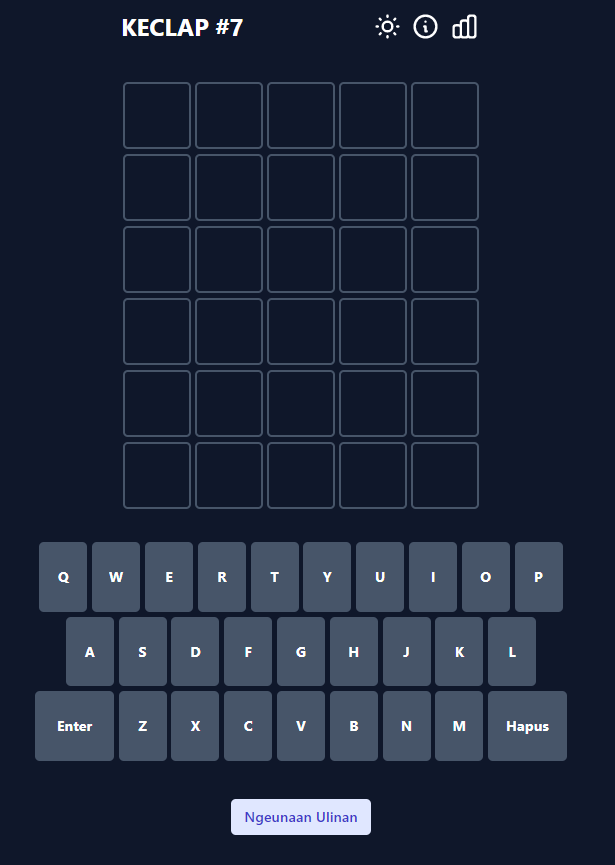 KECLAP #7
Q W E R T Y U I O P
A S D F G H J K L
Enter Z X C V B N M Hapus
Ngeunaan Ulinan